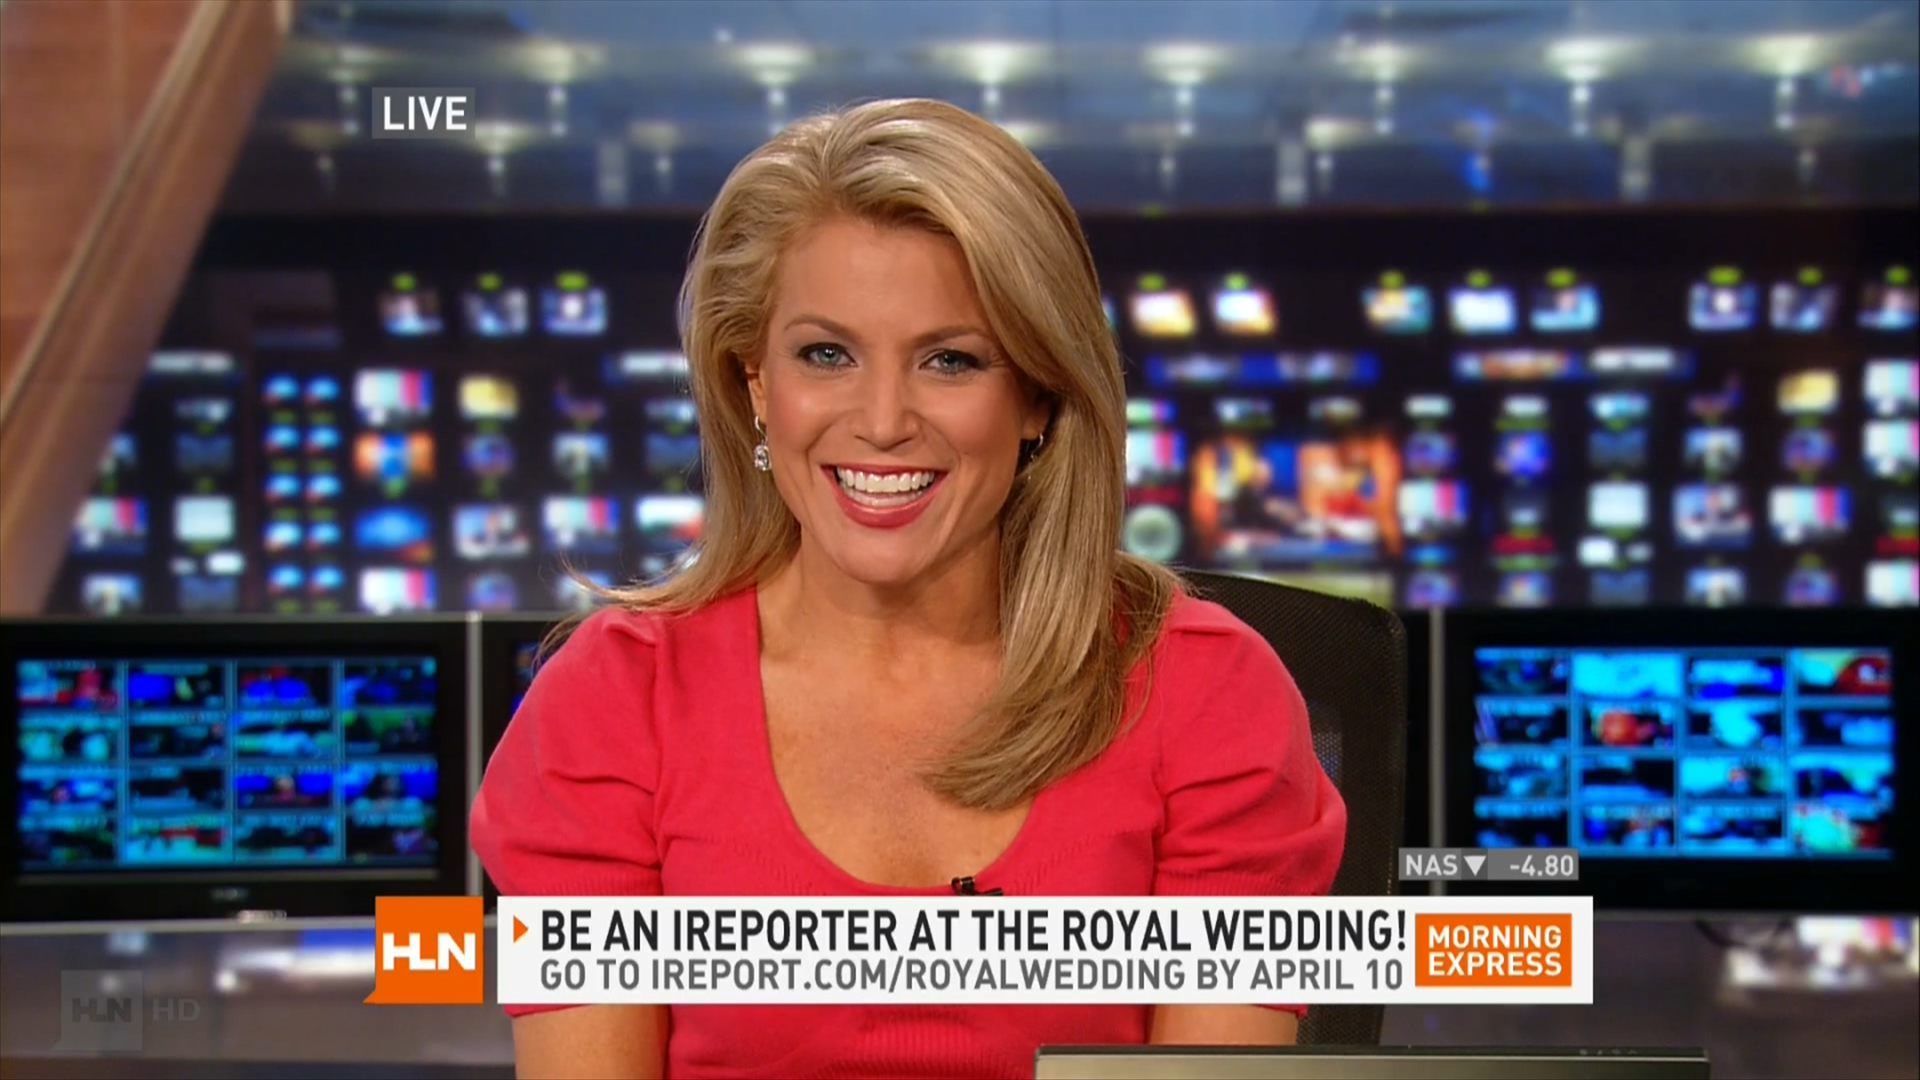 LIVE
NAS▼ -4.80
HLN
BE AN IREPORTER AT THE ROYAL WEDDING!
GO TO IREPORT.COM/ROYALWEDDING BY APRIL 10
MORNING
EXPRESS
HLN HD